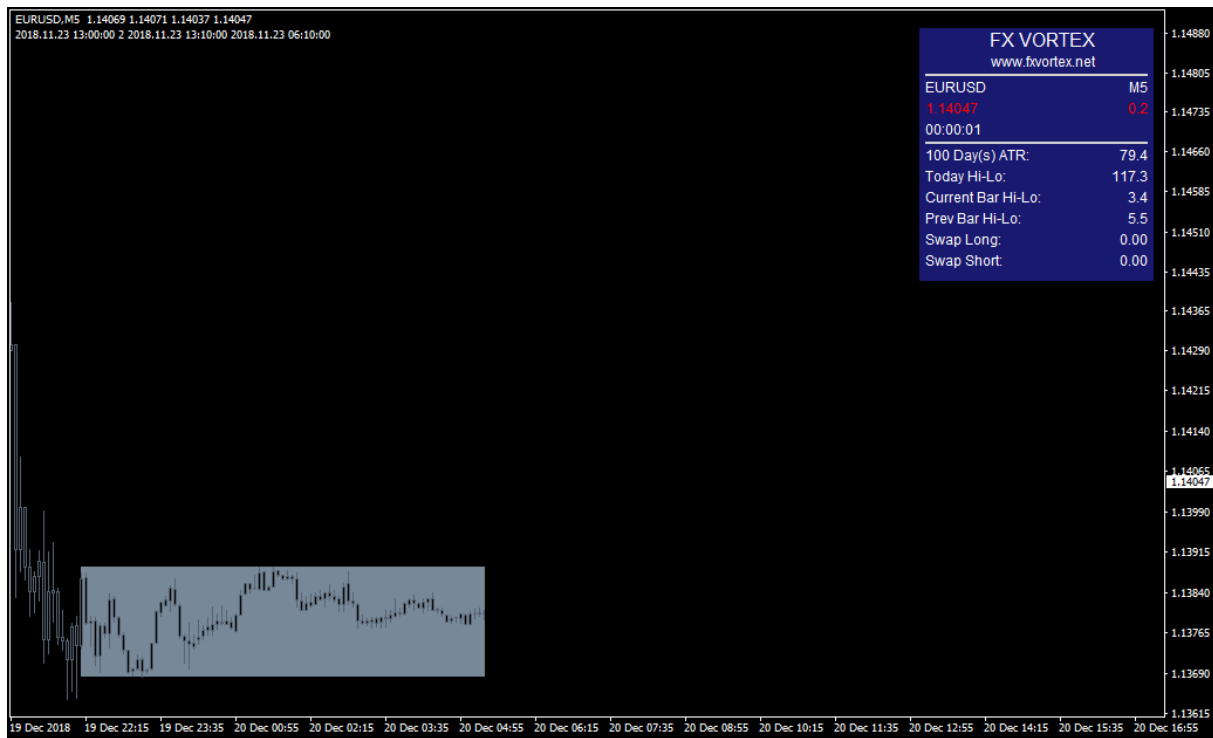 EURUSD,M5 1.14069 1.14071 1.14037 1.14047
2018.11.23 13:00:00 2 2018.11.23 13:10:00 2018.11.23 06:10:00
FX VORTEX
www.fxvortex.net
EURUSD M5
1.14047 0.2
00:00:01
100 Day(s) ATR: 79.4
Today Hi-Lo: 117.3
Current Bar Hi-Lo: 3.4
Prev Bar Hi-Lo: 5.5
Swap Long: 0.00
Swap Short: 0.00
1.14880
1.14805
1.14735
1.14660
1.14585
1.14510
1.14435
1.14365
1.14290
1.14215
1.14140
1.14065
1.14047
1.13990
1.13915
1.13840
1.13765
1.13690
1.13615
19 Dec 2018 19 Dec 22:15 19 Dec 23:35 20 Dec 00:55 20 Dec 02:15 20 Dec 03:35 20 Dec 04:55 20 Dec 06:15 20 Dec 07:35 20 Dec 08:55 20 Dec 10:15 20 Dec 11:35 20 Dec 12:55 20 Dec 14:15 20 Dec 15:35 20 Dec 16:55